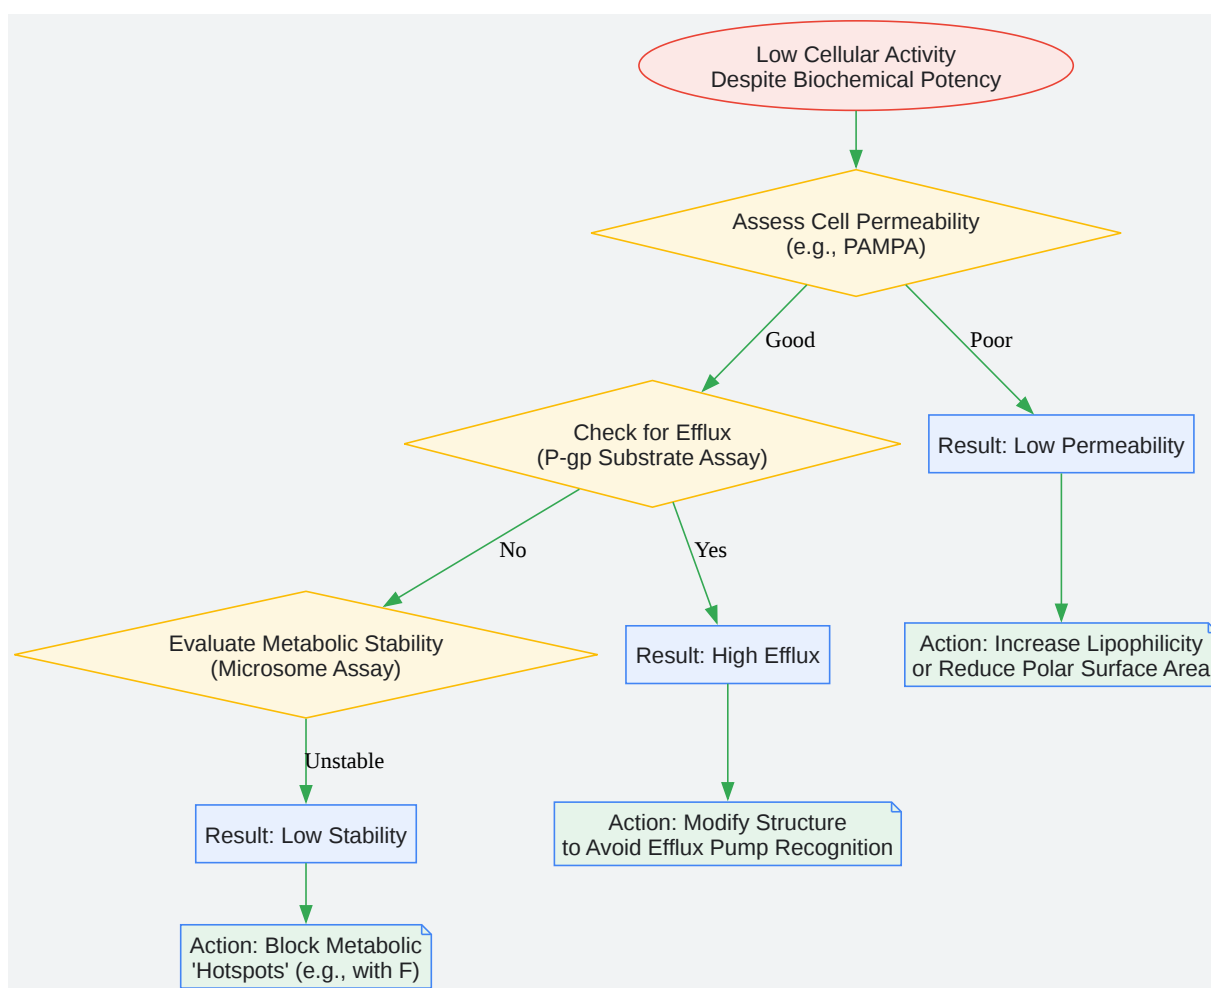 Low Cellular Activity
Despite Biochemical Potency
Assess Cell Permeability
(e.g., PAMPA)
Good
Poor
Check for Efflux
(P-gp Substrate Assay)
Result: Low Permeability
No
Yes
Evaluate Metabolic Stability
(Microsome Assay)
Result: High Efflux
Action: Increase Lipophilicity
or Reduce Polar Surface Area
Unstable
Result: Low Stability
Action: Modify Structure
to Avoid Efflux Pump Recognition
Action: Block Metabolic
'Hotspots' (e.g., with F)